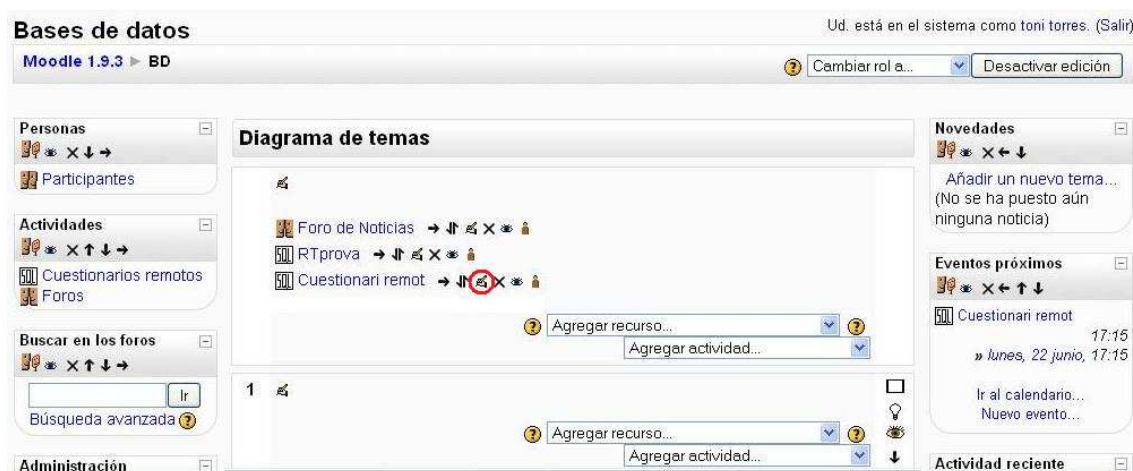 Bases de datos
Ud. está en el sistema como toni torres. (Salir)
Moodle 1.9.3 ► BD
Cambiar rol a...
Desactivar edición
Personas
Participantes
Actividades
SQL Cuestionarios remotos
Foros
Buscar en los foros
Ir
Búsqueda avanzada ?
Administración
Diagrama de temas
Foro de Noticias
SQL RTprova
SQL Cuestionari remot
? Agregar recurso... ?
Agregar actividad...
1
? Agregar recurso... ?
Agregar actividad...
Novedades
Añadir un nuevo tema...
(No se ha puesto aún
ninguna noticia)
Eventos próximos
SQL Cuestionari remot
17:15
» lunes, 22 junio, 17:15
Ir al calendario...
Nuevo evento...
Actividad reciente